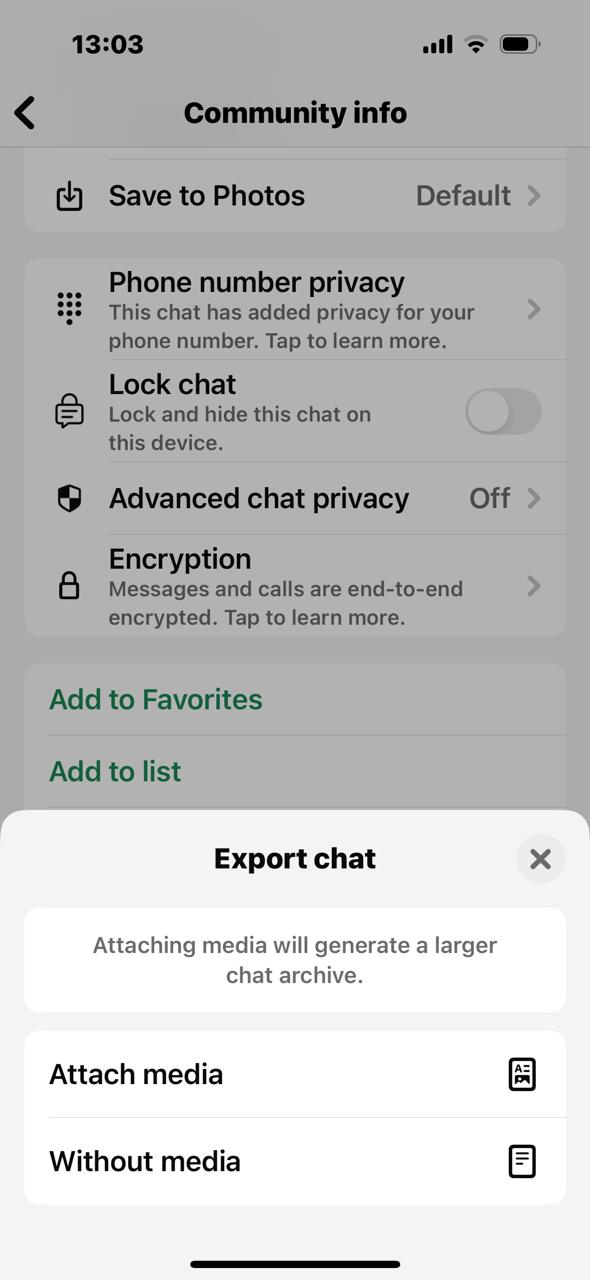 13:03
Community info
Save to Photos Default
Phone number privacy
This chat has added privacy for your
phone number. Tap to learn more.
Lock chat
Lock and hide this chat on
this device.
Advanced chat privacy Off
Encryption
Messages and calls are end-to-end
encrypted. Tap to learn more.
Add to Favorites
Add to list
Export chat
Attaching media will generate a larger
chat archive.
Attach media
Without media